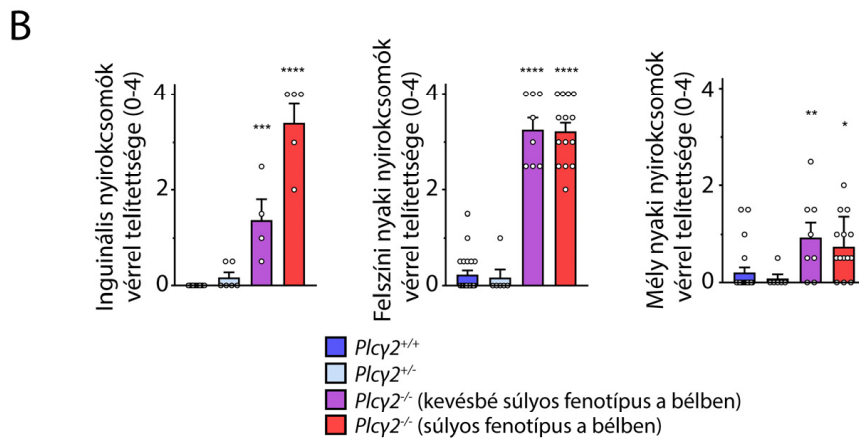 B
Inguinális nyirokcsomók
vérrel telítettsége (0-4)
4
2
0
***
****
Felszíni nyaki nyirokcsomók
vérrel telítettsége (0-4)
4
2
0
****
****
Mély nyaki nyirokcsomók
vérrel telítettsége (0-4)
4
2
0
**
*
Plcγ2+/+
Plcγ2+/-
Plcγ2-/- (kevésbé súlyos fenotípus a bélben)
Plcγ2-/- (súlyos fenotípus a bélben)